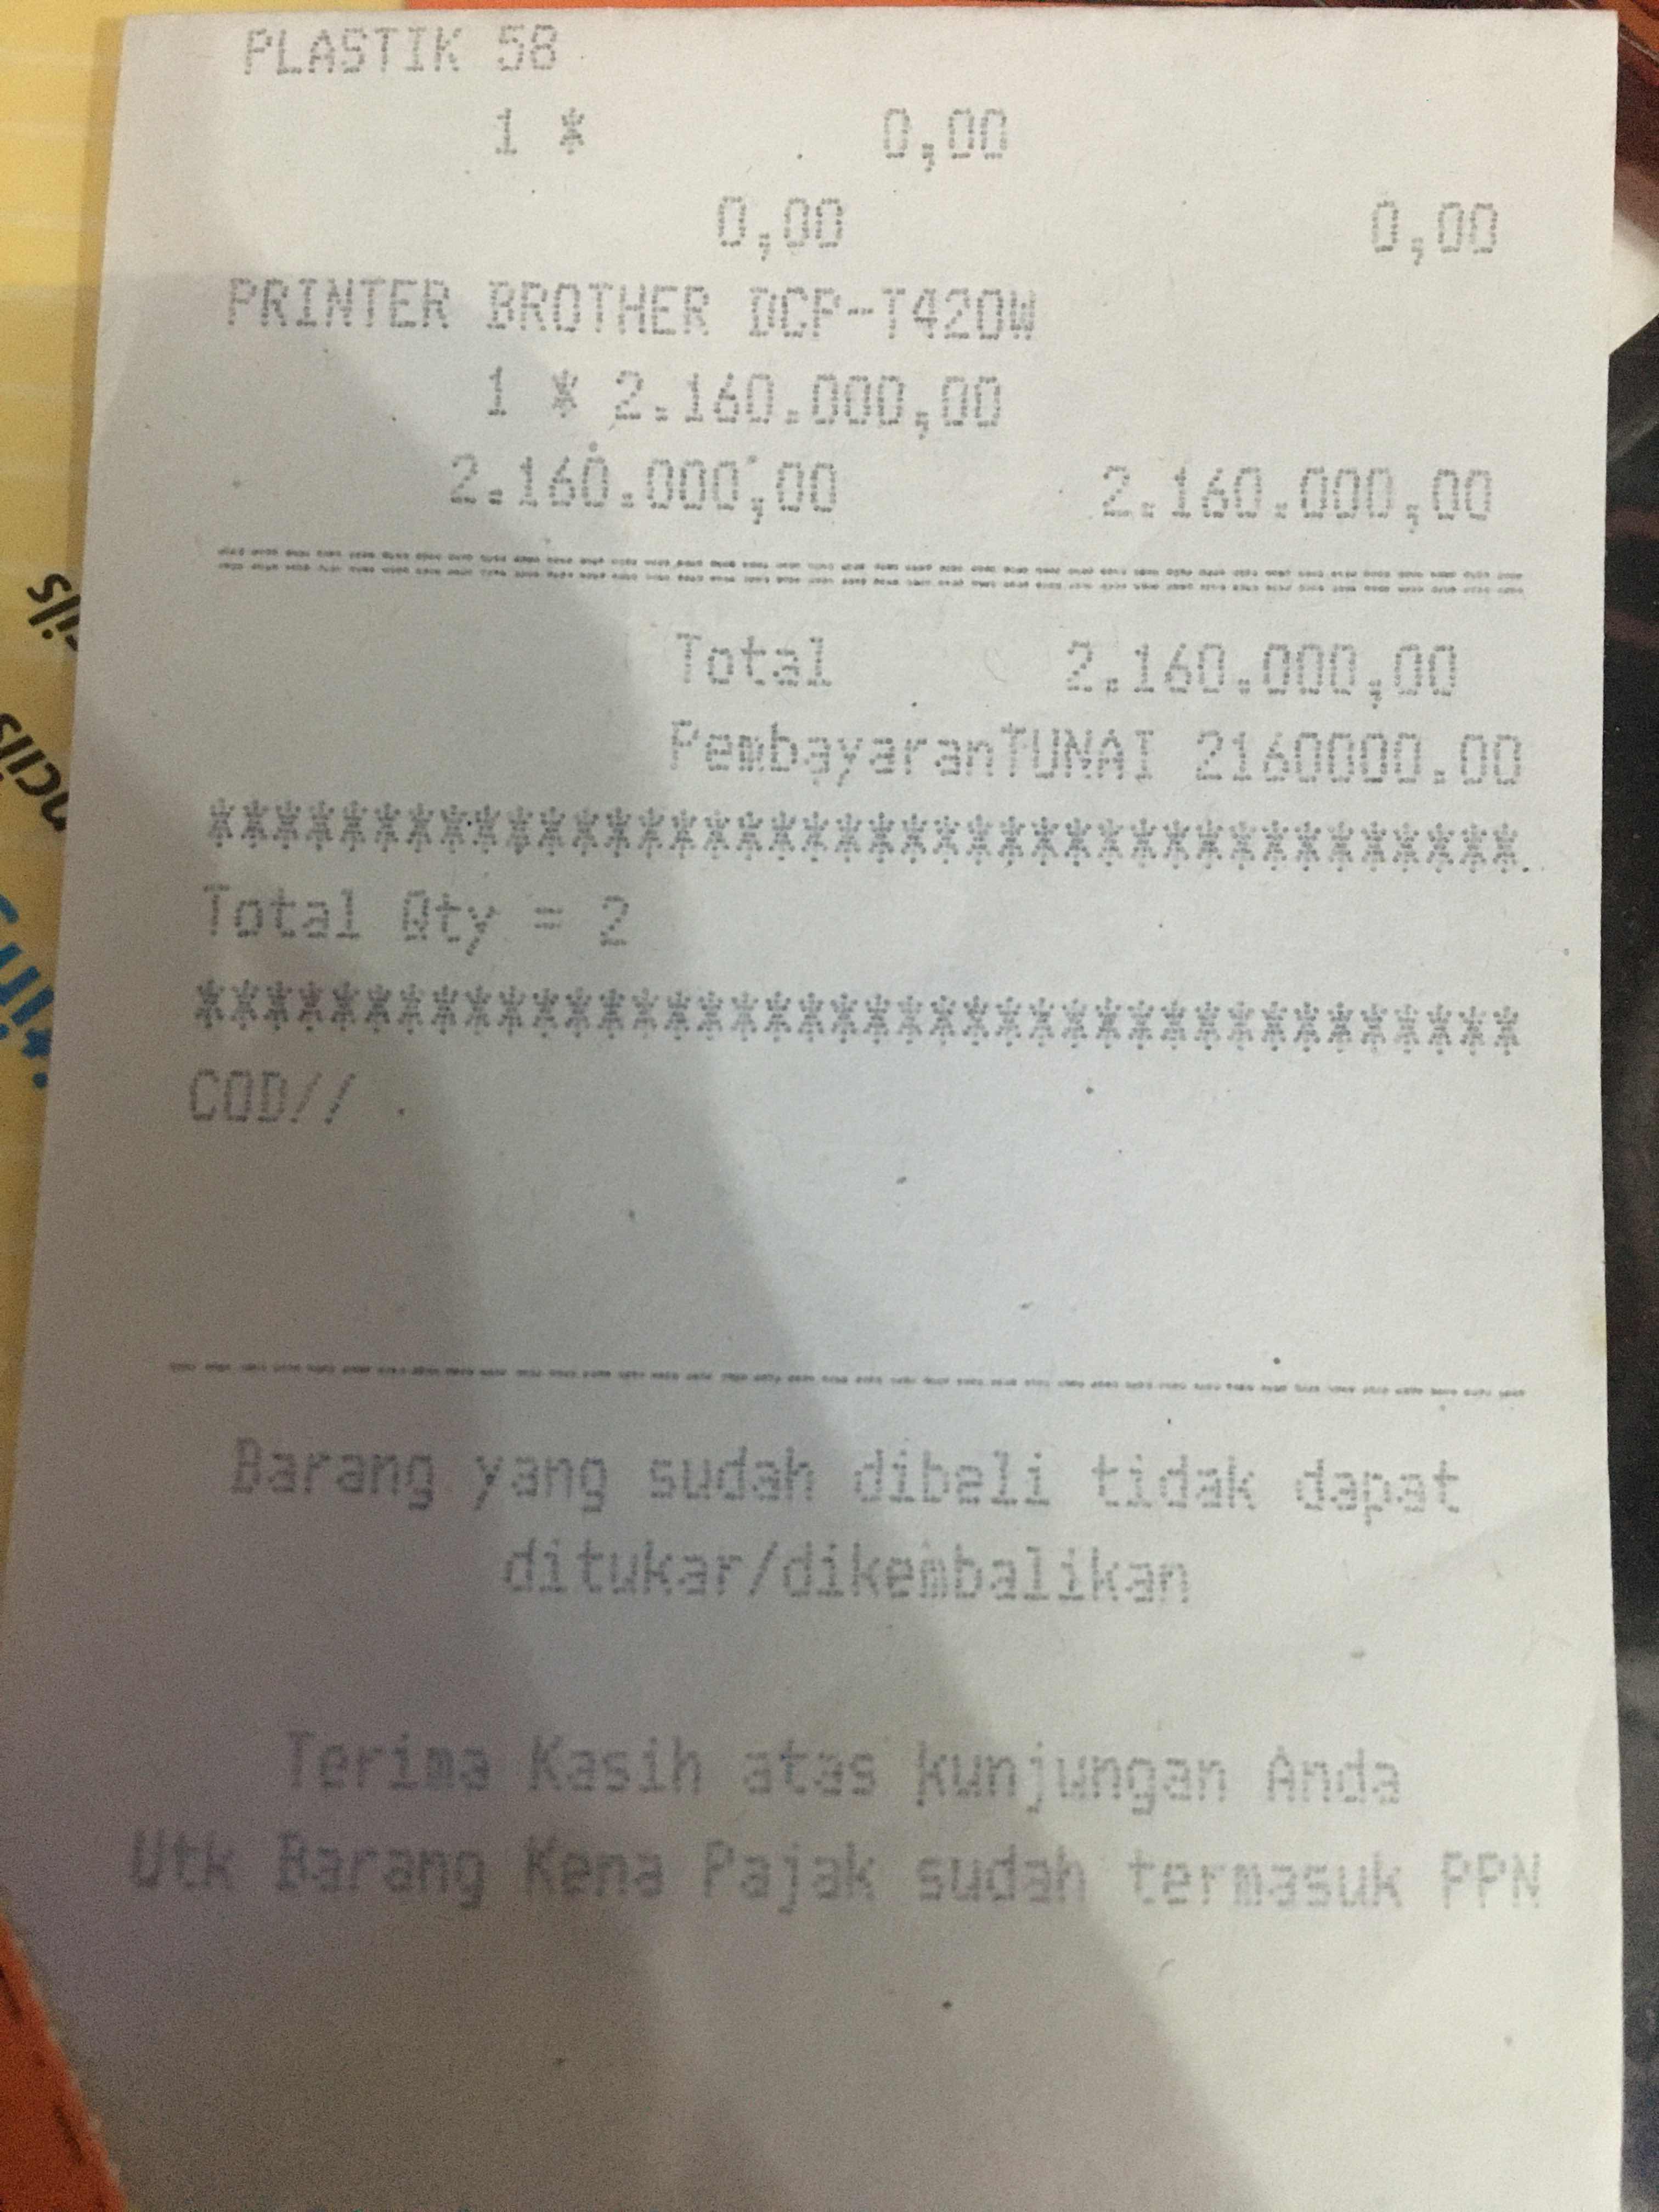 PLASTIK 58
1 * 0,00
0,00 0,00
PRINTER BROTHER DCP-T420W
1 * 2.160.000,00
2.160.000,00 2.160.000,00
================================================
Total 2.160.000,00
PembayaranTUNAI 2160000.00
****************************************
Total Qty = 2
****************************************
COD//
----------------------------------------
Barang yang sudah dibeli tidak dapat
ditukar/dikembalikan
Terima Kasih atas kunjungan Anda
Utk Barang Kena Pajak sudah termasuk PPN